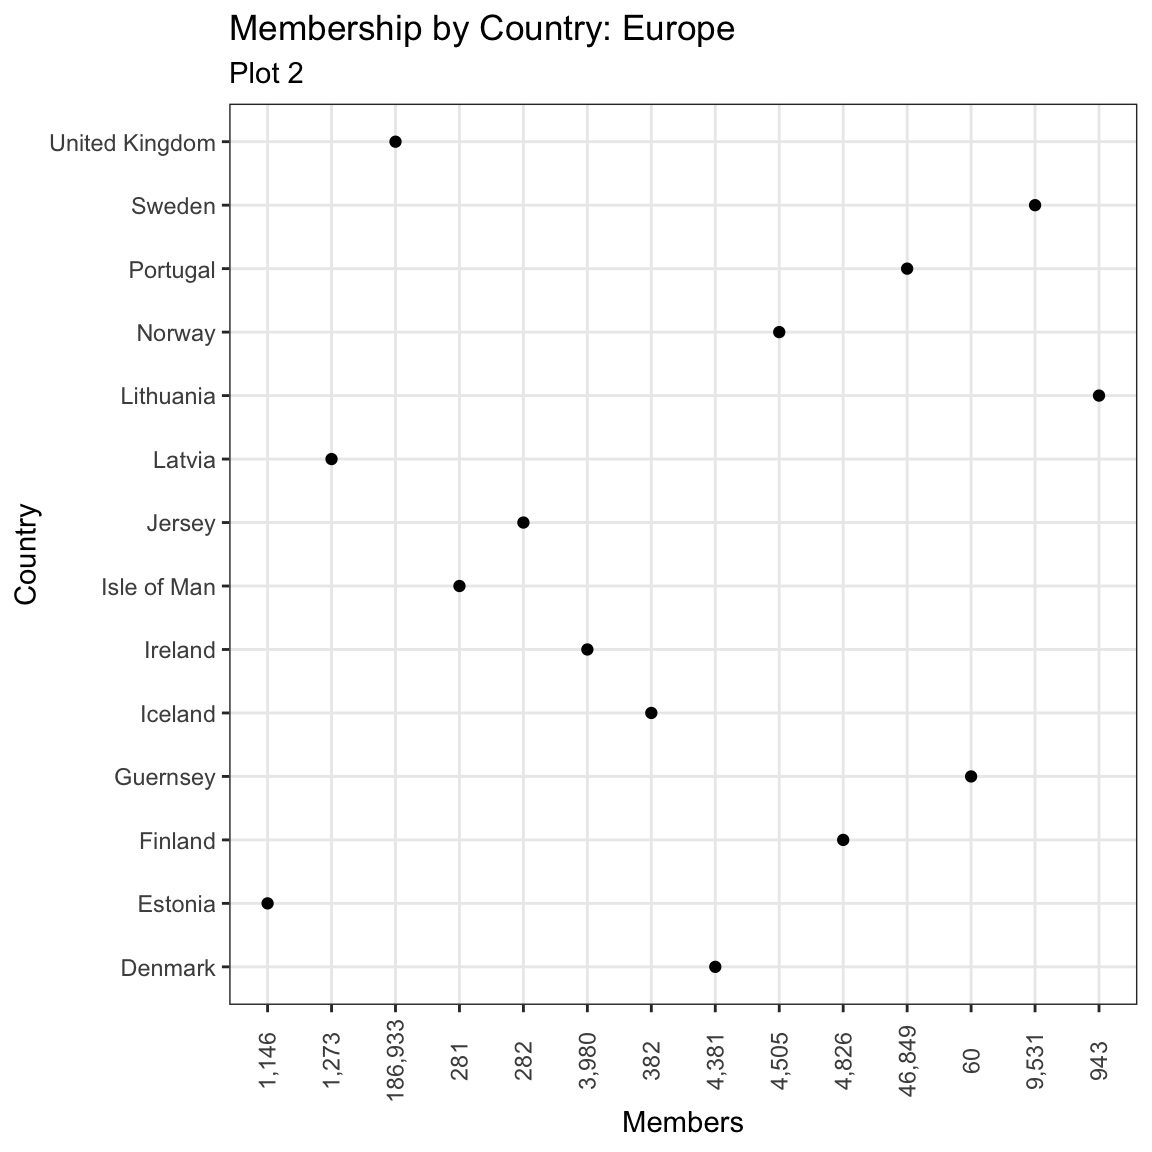 Membership by Country: Europe
Plot 2
United Kingdom
Sweden
Portugal
Norway
Lithuania
Latvia
Jersey
Isle of Man
Ireland
Iceland
Guernsey
Finland
Estonia
Denmark
Country
1,146
1,273
186,933
281
282
3,980
382
4,381
4,505
4,826
46,849
60
9,531
943
Members